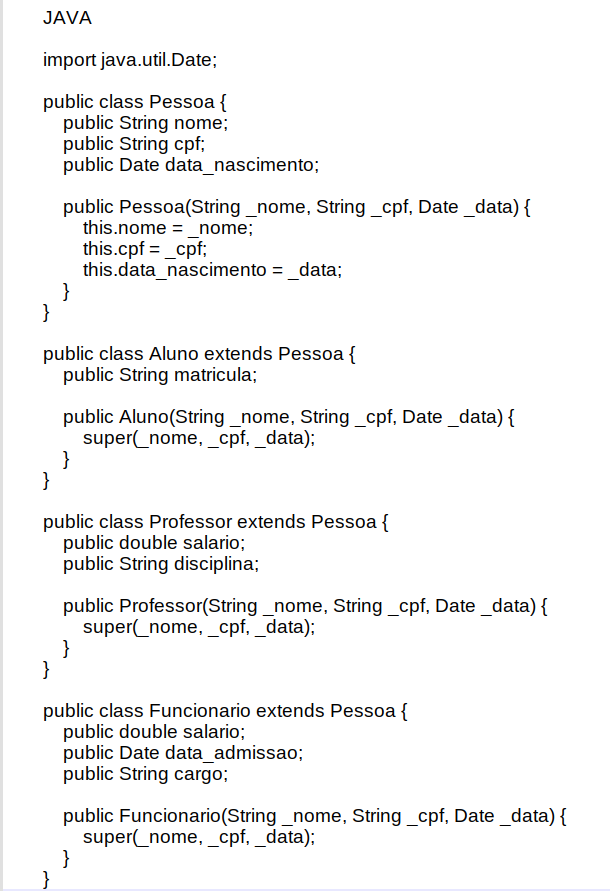 JAVA
import java.util.Date;
public class Pessoa {
public String nome;
public String cpf;
public Date data_nascimento;
public Pessoa(String _nome, String _cpf, Date _data) {
this.nome = _nome;
this.cpf = _cpf;
this.data_nascimento = _data;
}
}
public class Aluno extends Pessoa {
public String matricula;
public Aluno(String _nome, String _cpf, Date _data) {
super(_nome, _cpf, _data);
}
}
public class Professor extends Pessoa {
public double salario;
public String disciplina;
public Professor(String _nome, String _cpf, Date _data) {
super(_nome, _cpf, _data);
}
}
public class Funcionario extends Pessoa {
public double salario;
public Date data_admissao;
public String cargo;
public Funcionario(String _nome, String _cpf, Date _data) {
super(_nome, _cpf, _data);
}
}